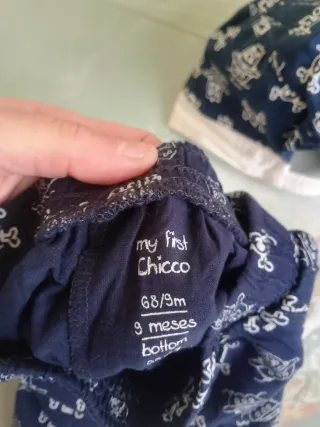 my first
Chicco
68/9m
9 meses
bottom